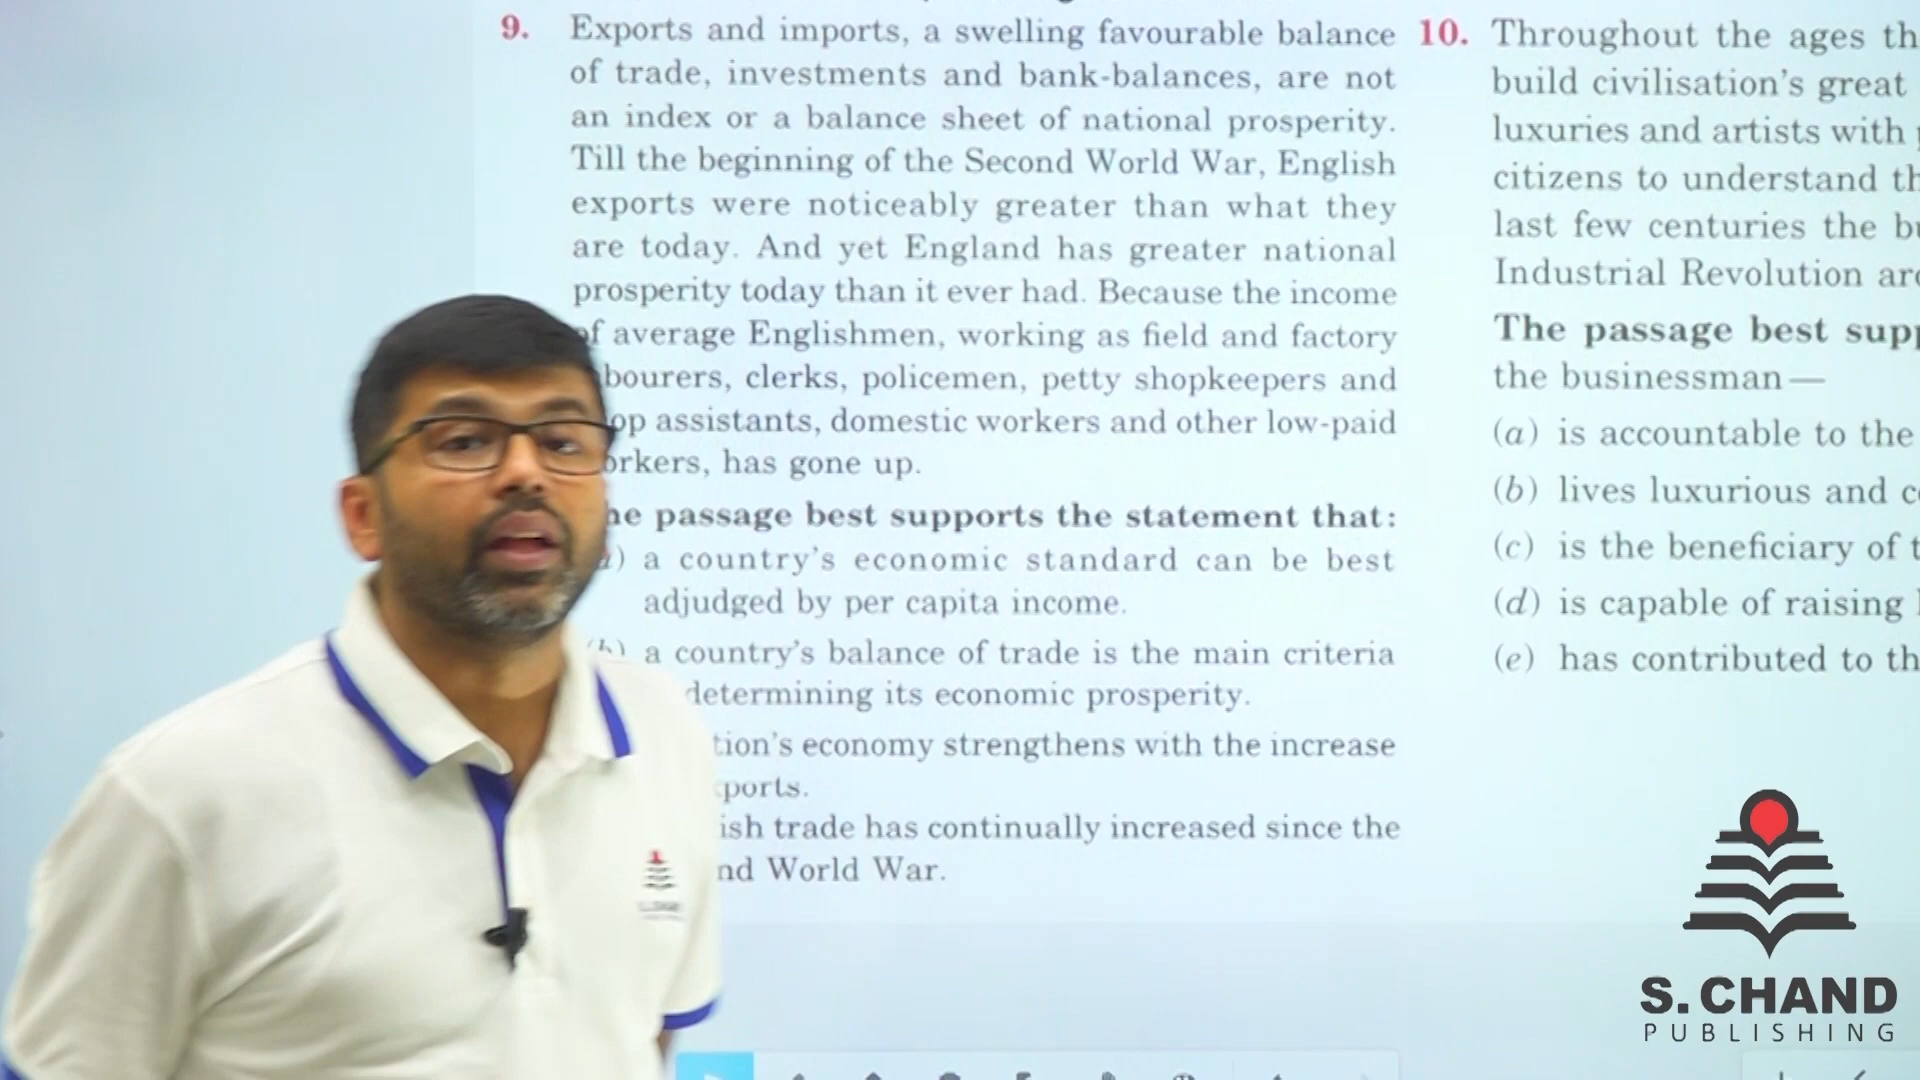 9. Exports and imports, a swelling favourable balance
of trade, investments and bank-balances, are not
an index or a balance sheet of national prosperity.
Till the beginning of the Second World War, English
exports were noticeably greater than what they
are today. And yet England has greater national
prosperity today than it ever had. Because the income
of average Englishmen, working as field and factory
bourers, clerks, policemen, petty shopkeepers and
op assistants, domestic workers and other low-paid
orkers, has gone up.
he passage best supports the statement that:
a country's economic standard can be best
adjudged by per capita income.
(b) a country's balance of trade is the main criteria
determining its economic prosperity.
tion's economy strengthens with the increase
ports.
ish trade has continually increased since the
nd World War.
10. Throughout the ages th
build civilisation's great
luxuries and artists with
citizens to understand th
last few centuries the bu
Industrial Revolution are
The passage best supp
the businessman—
(a) is accountable to the
(b) lives luxurious and c
(c) is the beneficiary of t
(d) is capable of raising
(e) has contributed to th
S. CHAND
PUBLISHING